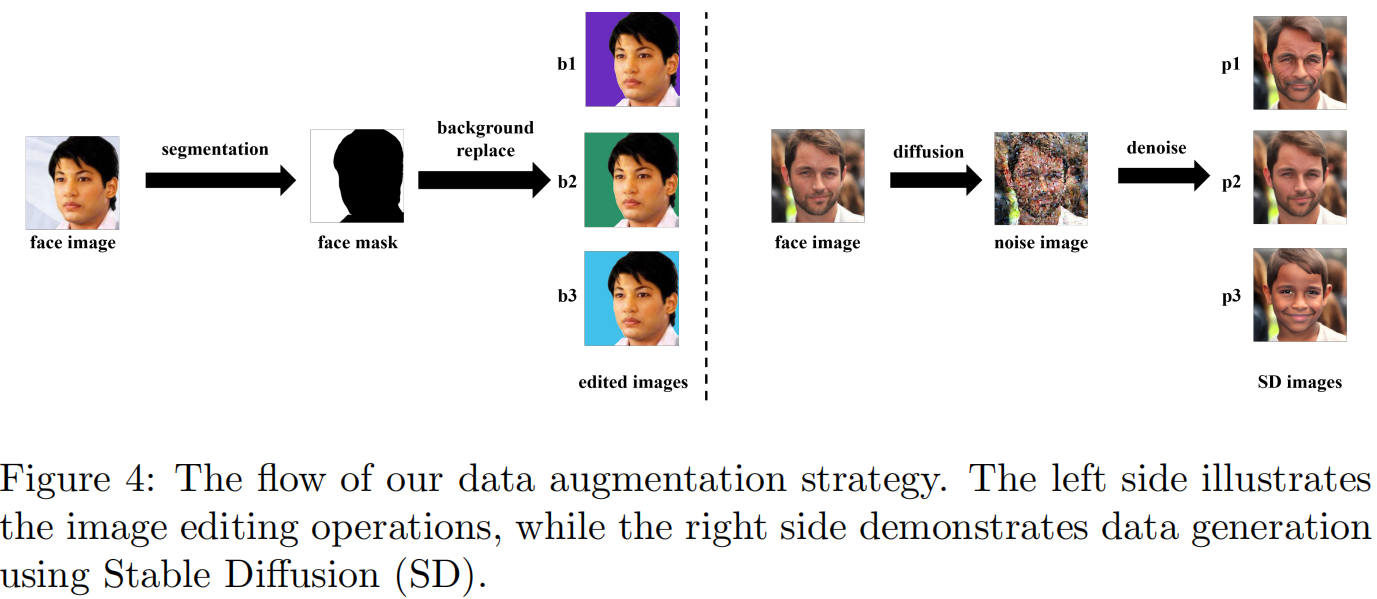 b1
b2
b3
face image
segmentation
face mask
background
replace
edited images
face image
diffusion
noise image
denoise
p1
p2
p3
SD images
Figure 4: The flow of our data augmentation strategy. The left side illustrates
the image editing operations, while the right side demonstrates data generation
using Stable Diffusion (SD).